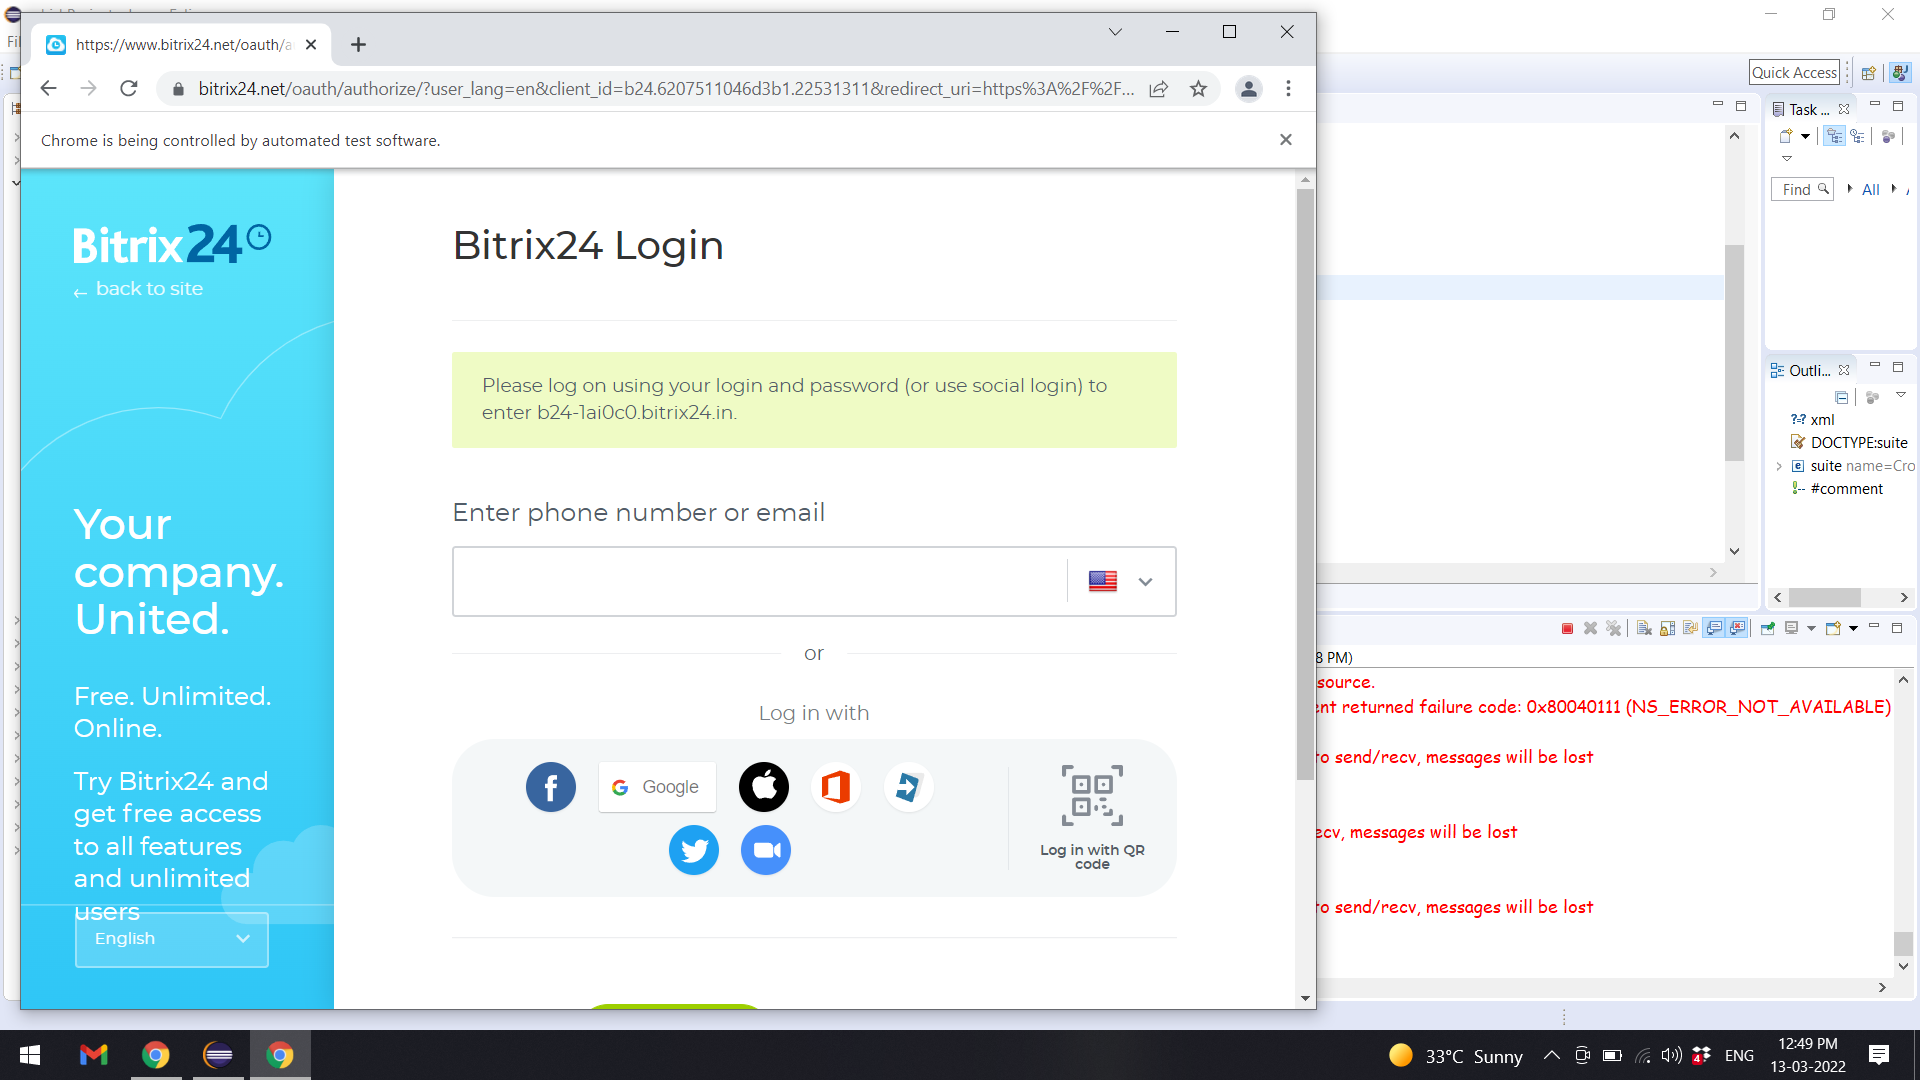 https://www.bitrix24.net/oauth/a
bitrix24.net/oauth/authorize/?user_lang=en&client_id=b24.6207511046d3b1.22531311&redirect_uri=https%3A%2F%2F...
Chrome is being controlled by automated test software.
Bitrix24
← back to site
Your
company.
United.
Free. Unlimited.
Online.
Try Bitrix24 and
get free access
to all features
and unlimited
users
English
Bitrix24 Login
Please log on using your login and password (or use social login) to
enter b24-1ai0c0.bitrix24.in.
Enter phone number or email
or
Log in with
Google
Log in with QR
code
Quick Access
Task ...
Find
All
Outli...
xml
DOCTYPE:suite
suite name=Cro
#comment
8 PM)
source.
nt returned failure code: 0x80040111 (NS_ERROR_NOT_AVAILABLE)
to send/recv, messages will be lost
ecv, messages will be lost
to send/recv, messages will be lost
33°C Sunny
4
ENG
12:49 PM
13-03-2022